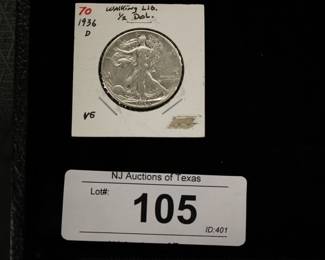 70
Walking Lib.
1936
1/2 Dol.
D
VG
NJ Auctions of Texas
Lot#:
105
ID:401